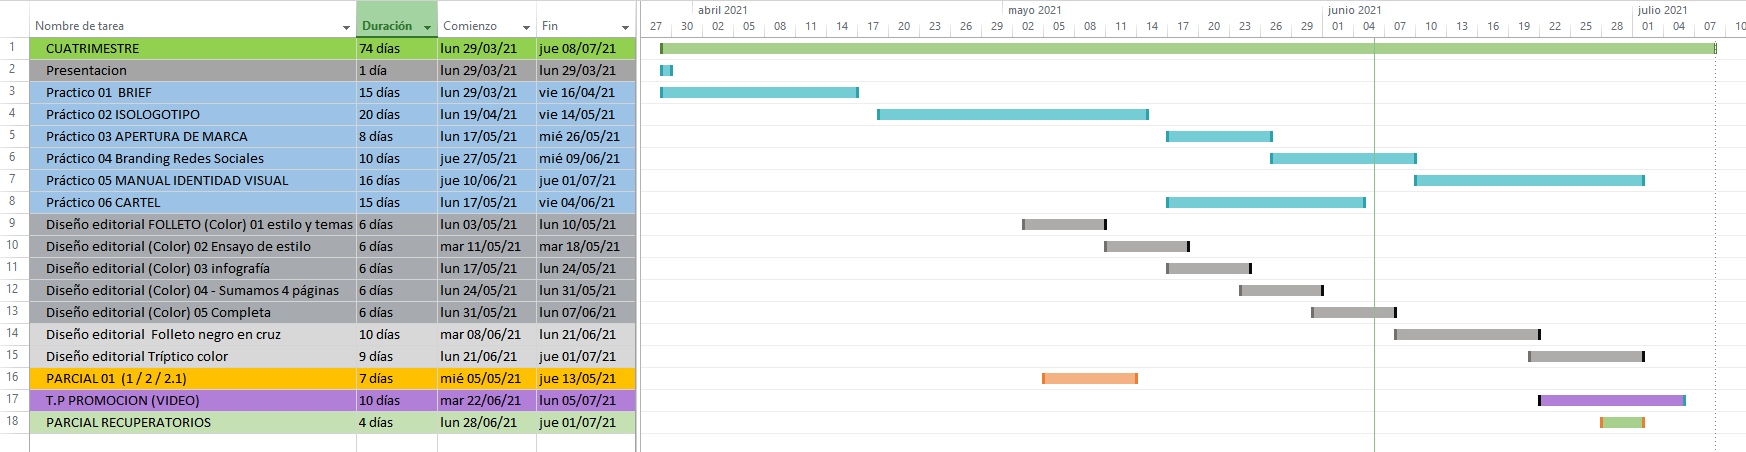 abril 2021 mayo 2021 junio 2021 julio 2021
Nombre de tarea Duración Comienzo Fin 27 30 02 05 08 11 14 17 20 23 26 29 02 05 08 11 14 17 20 23 26 29 01 04 07 10 13 16 19 22 25 28 01 04 07 10
1 CUATRIMESTRE 74 días lun 29/03/21 jue 08/07/21
2 Presentacion 1 día lun 29/03/21 lun 29/03/21
3 Practico 01 BRIEF 15 días lun 29/03/21 vie 16/04/21
4 Práctico 02 ISOLOGOTIPO 20 días lun 19/04/21 vie 14/05/21
5 Práctico 03 APERTURA DE MARCA 8 días lun 17/05/21 mié 26/05/21
6 Práctico 04 Branding Redes Sociales 10 días jue 27/05/21 mié 09/06/21
7 Práctico 05 MANUAL IDENTIDAD VISUAL 16 días jue 10/06/21 jue 01/07/21
8 Práctico 06 CARTEL 15 días lun 17/05/21 vie 04/06/21
9 Diseño editorial FOLLETO (Color) 01 estilo y temas 6 días lun 03/05/21 lun 10/05/21
10 Diseño editorial (Color) 02 Ensayo de estilo 6 días mar 11/05/21 mar 18/05/21
11 Diseño editorial (Color) 03 infografía 6 días lun 17/05/21 lun 24/05/21
12 Diseño editorial (Color) 04 - Sumamos 4 páginas 6 días lun 24/05/21 lun 31/05/21
13 Diseño editorial (Color) 05 Completa 6 días lun 31/05/21 lun 07/06/21
14 Diseño editorial Folleto negro en cruz 10 días mar 08/06/21 lun 21/06/21
15 Diseño editorial Tríptico color 9 días lun 21/06/21 jue 01/07/21
16 PARCIAL 01 (1 / 2 / 2.1) 7 días mié 05/05/21 jue 13/05/21
17 T.P PROMOCION (VIDEO) 10 días mar 22/06/21 lun 05/07/21
18 PARCIAL RECUPERATORIOS 4 días lun 28/06/21 jue 01/07/21